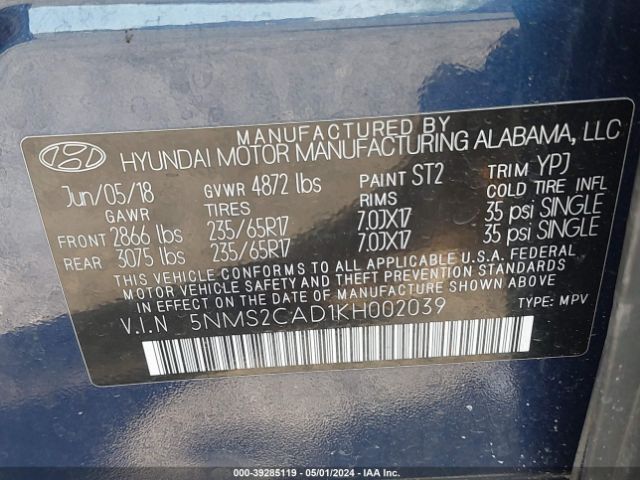 MANUFACTURED BY
HYUNDAI MOTOR MANUFACTURING ALABAMA, LLC
Jun/05/18 GVWR 4872 lbs PAINT ST2 TRIM YPJ
GAWR TIRES RIMS COLD TIRE INFL
FRONT 2866 lbs 235/65R17 7.0JX17 35 psi SINGLE
REAR 3075 lbs 235/65R17 7.0JX17 35 psi SINGLE
THIS VEHICLE CONFORMS TO ALL APPLICABLE U.S.A. FEDERAL
MOTOR VEHICLE SAFETY AND THEFT PREVENTION STANDARDS
IN EFFECT ON THE DATE OF MANUFACTURE SHOWN ABOVE.
V.I.N 5NMS2CAD1KH002039 TYPE: MPV
000-39285119 - 05/01/2024 - IAA Inc.